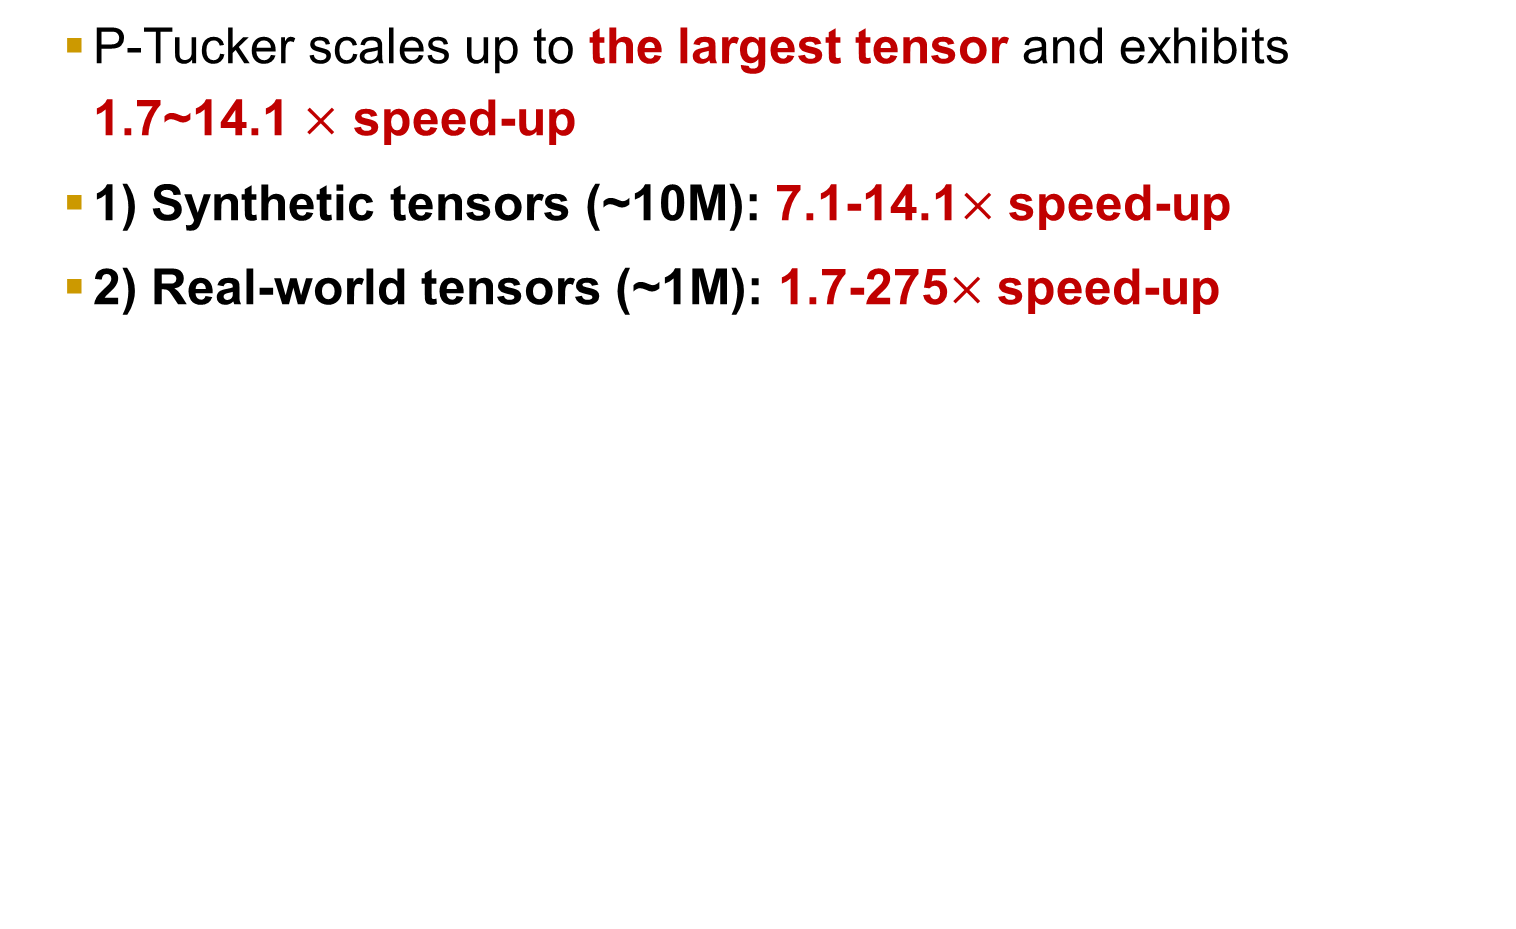 ▪ P-Tucker scales up to the largest tensor and exhibits
1.7~14.1 × speed-up
▪ 1) Synthetic tensors (~10M): 7.1-14.1× speed-up
▪ 2) Real-world tensors (~1M): 1.7-275× speed-up